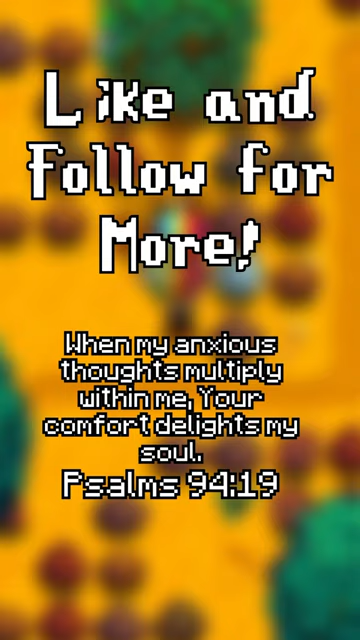 Like and
Follow for
More!
When my anxious
thoughts multiply
within me, Your
comfort delights my
soul.
Psalms 94:19